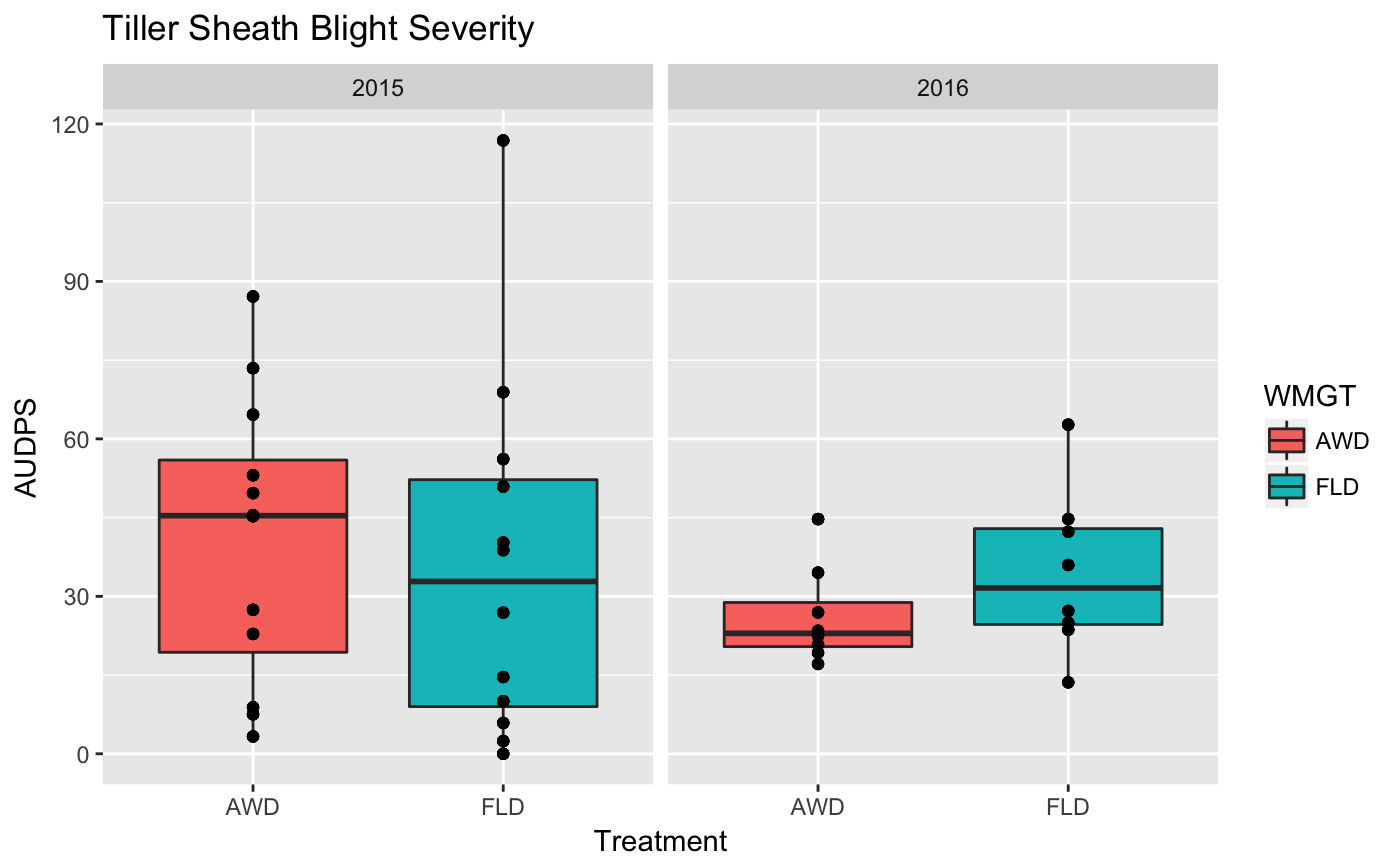 Tiller Sheath Blight Severity
2015
2016
120
90
60
30
0
AUDPS
AWD
FLD
AWD
FLD
Treatment
WMGT
AWD
FLD